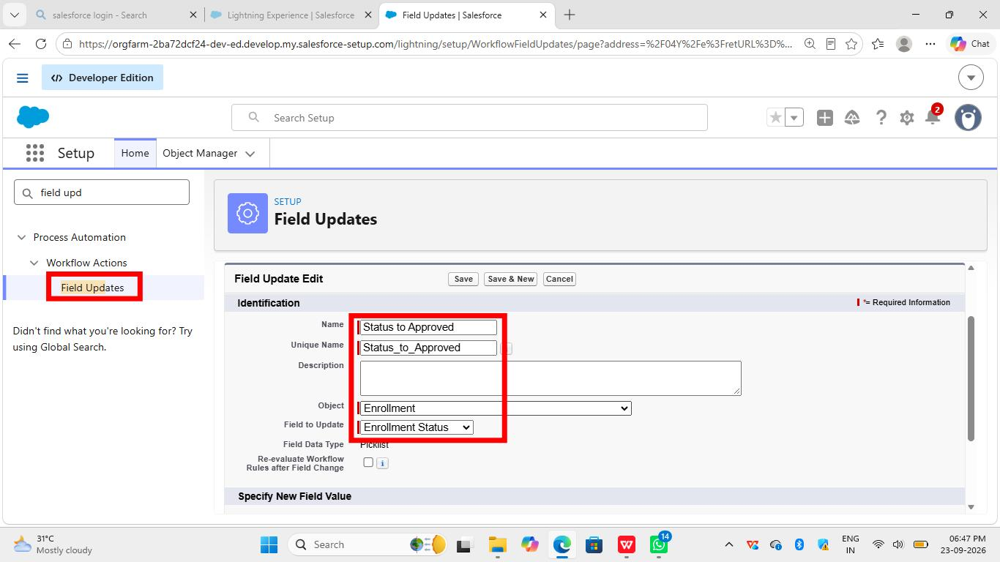 salesforce login - Search
Lightning Experience | Salesforce
Field Updates | Salesforce
https://orgfarm-2ba72dcf24-dev-ed.develop.my.salesforce-setup.com/lightning/setup/WorkflowFieldUpdates/page?address=%2F04Y%2Fe%3FretURL%3D%...
Chat
Developer Edition
Search Setup
2
Setup
Home
Object Manager
field upd
Process Automation
Workflow Actions
Field Updates
Didn't find what you're looking for? Try
using Global Search.
SETUP
Field Updates
Field Update Edit
Save
Save & New
Cancel
Identification
*= Required Information
Name
Status to Approved
Unique Name
Status_to_Approved
Description
Object
Enrollment
Field to Update
Enrollment Status
Field Data Type
Picklist
Re-evaluate Workflow
Rules after Field Change
i
Specify New Field Value
31°C
Mostly cloudy
Search
14
ENG
IN
06:47 PM
23-09-2026